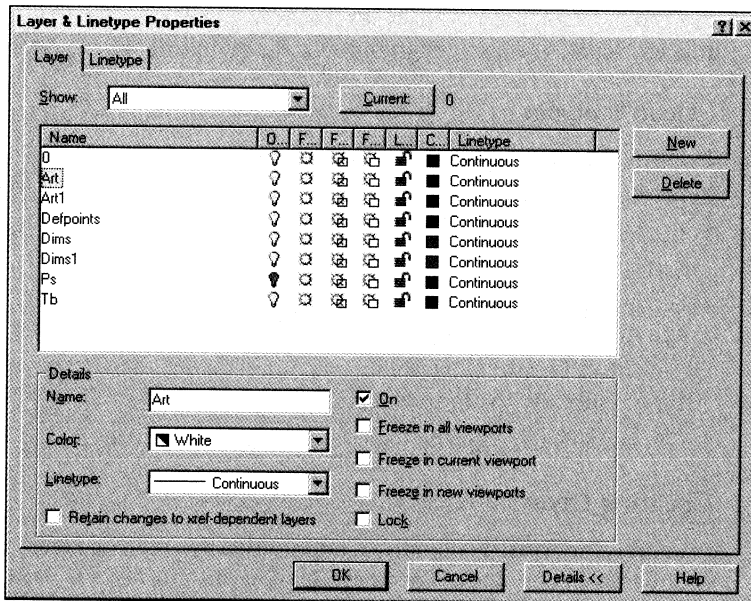 Layer & Linetype Properties
Layer Linetype
Show: All Current: 0
Name O... F... F... F... L... C... Linetype
0 Continuous
Art Continuous
Art1 Continuous
Defpoints Continuous
Dims Continuous
Dims1 Continuous
Ps Continuous
Tb Continuous
New
Delete
Details
Name: Art
Color: White
Linetype: Continuous
Retain changes to xref-dependent layers
On
Freeze in all viewports
Freeze in current viewport
Freeze in new viewports
Lock
OK Cancel Details << Help